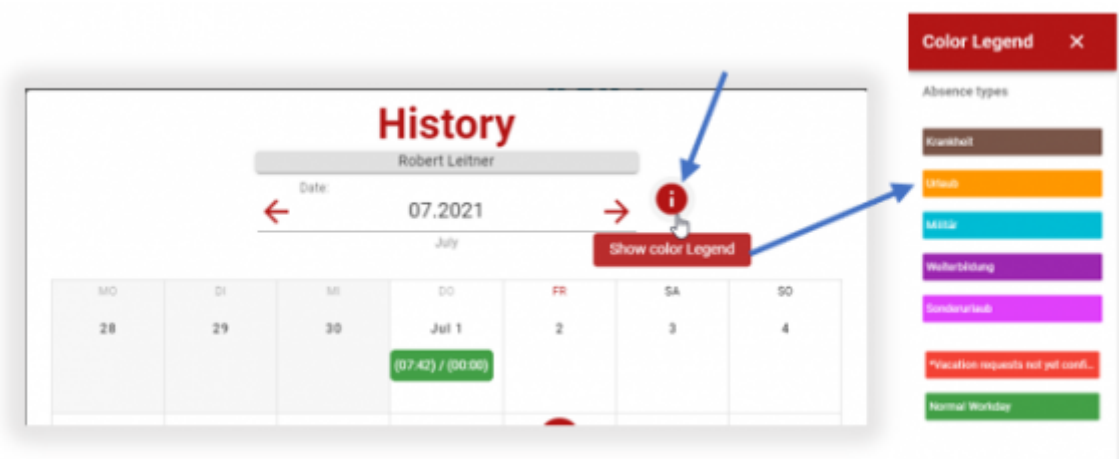 History
Robert Leitner
Date:
07.2021
July
Show color Legend
MO DI MI DO FR SA SO
28 29 30 Jul 1 2 3 4
(07:42) / (00:00)
Color Legend
Absence types
Krankheit
Urlaub
Militär
Weiterbildung
Sonderurlaub
*Vacation requests not yet confi...
Normal Workday